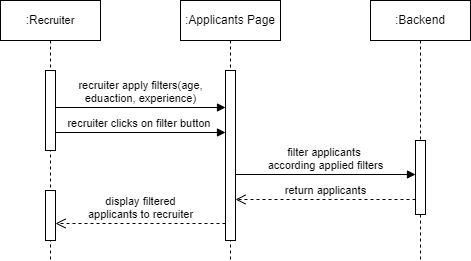 :Recruiter
:Applicants Page
:Backend
recruiter apply filters(age,
eduaction, experience)
recruiter clicks on filter button
filter applicants
according applied filters
return applicants
display filtered
applicants to recruiter